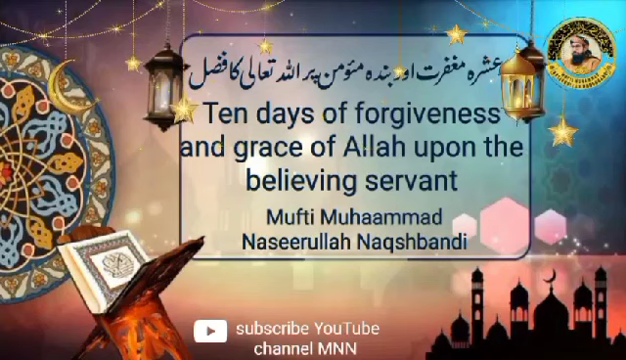 عشرہ مغفرت اور بندہ مؤمن پر اللہ تعالی کا فضل
Ten days of forgiveness
and grace of Allah upon the
believing servant
Mufti Muhaammad
Naseerullah Naqshbandi
subscribe YouTube
channel MNN